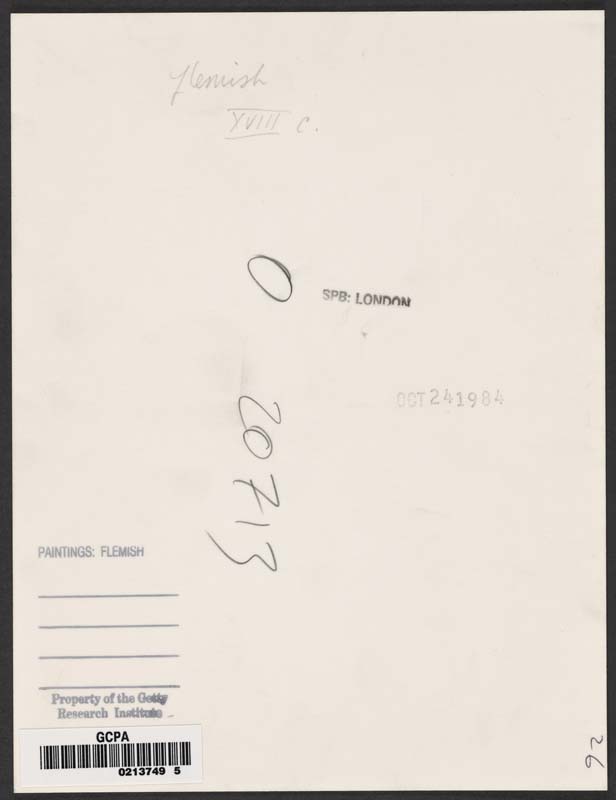 Flemish
XVIII c.
0
SPB: LONDON
OCT 24 1984
20713
PAINTINGS: FLEMISH
Property of the Getty
Research Institute
GCPA
0213749 5
92